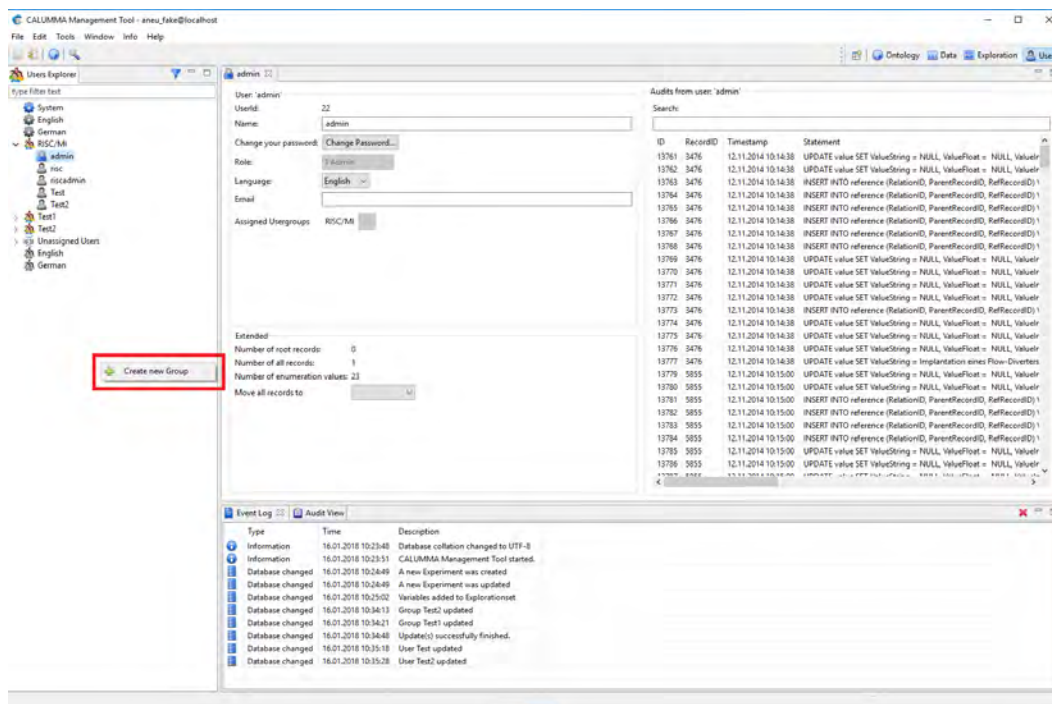 CALUMMA Management Tool - aneu_fake@localhost
File Edit Tools Window Info Help
Ontology Data Exploration Use
Users Explorer
type filter text
System
English
German
RISC/MI
admin
risc
riscadmin
Test
Test2
Test1
Test2
Unassigned Users
English
German
Create new Group
admin
User: 'admin'
UserId: 22
Name: admin
Change your password: Change Password...
Role: Admin
Language: English
Email
Assigned Usergroups RISC/MI
Extended
Number of root records: 0
Number of all records: 1
Number of enumeration values: 23
Move all records to
Audits from user: 'admin'
Search:
ID RecordID Timestamp Statement
13761 3476 12.11.2014 10:14:38 UPDATE value SET ValueString = NULL, ValueFloat = NULL, ValueIr
13762 3476 12.11.2014 10:14:38 UPDATE value SET ValueString = NULL, ValueFloat = NULL, ValueIr
13763 3476 12.11.2014 10:14:38 INSERT INTO reference (RelationID, ParentRecordID, RefRecordID) \
13764 3476 12.11.2014 10:14:38 INSERT INTO reference (RelationID, ParentRecordID, RefRecordID) \
13765 3476 12.11.2014 10:14:38 INSERT INTO reference (RelationID, ParentRecordID, RefRecordID) \
13766 3476 12.11.2014 10:14:38 INSERT INTO reference (RelationID, ParentRecordID, RefRecordID) \
13767 3476 12.11.2014 10:14:38 INSERT INTO reference (RelationID, ParentRecordID, RefRecordID) \
13768 3476 12.11.2014 10:14:38 INSERT INTO reference (RelationID, ParentRecordID, RefRecordID) \
13769 3476 12.11.2014 10:14:38 UPDATE value SET ValueString = NULL, ValueFloat = NULL, ValueIr
13770 3476 12.11.2014 10:14:38 UPDATE value SET ValueString = NULL, ValueFloat = NULL, ValueIr
13771 3476 12.11.2014 10:14:38 UPDATE value SET ValueString = NULL, ValueFloat = NULL, ValueIr
13772 3476 12.11.2014 10:14:38 UPDATE value SET ValueString = NULL, ValueFloat = NULL, ValueIr
13773 3476 12.11.2014 10:14:38 INSERT INTO reference (RelationID, ParentRecordID, RefRecordID) \
13774 3476 12.11.2014 10:14:38 UPDATE value SET ValueString = NULL, ValueFloat = NULL, ValueIr
13775 3476 12.11.2014 10:14:38 UPDATE value SET ValueString = NULL, ValueFloat = NULL, ValueIr
13776 3476 12.11.2014 10:14:38 UPDATE value SET ValueString = NULL, ValueFloat = NULL, ValueIr
13777 3476 12.11.2014 10:14:38 UPDATE value SET ValueString = Implantation eines Flow-Diverters
13779 5855 12.11.2014 10:15:00 UPDATE value SET ValueString = NULL, ValueFloat = NULL, ValueIr
13780 5855 12.11.2014 10:15:00 UPDATE value SET ValueString = NULL, ValueFloat = NULL, ValueIr
13781 5855 12.11.2014 10:15:00 INSERT INTO reference (RelationID, ParentRecordID, RefRecordID) \
13782 5855 12.11.2014 10:15:00 INSERT INTO reference (RelationID, ParentRecordID, RefRecordID) \
13783 5855 12.11.2014 10:15:00 INSERT INTO reference (RelationID, ParentRecordID, RefRecordID) \
13784 5855 12.11.2014 10:15:00 INSERT INTO reference (RelationID, ParentRecordID, RefRecordID) \
13785 5855 12.11.2014 10:15:00 UPDATE value SET ValueString = NULL, ValueFloat = NULL, ValueIr
13786 5855 12.11.2014 10:15:00 UPDATE value SET ValueString = NULL, ValueFloat = NULL, ValueIr
Event Log Audit View
Type Time Description
Information 16.01.2018 10:23:48 Database collation changed to UTF-8
Information 16.01.2018 10:23:51 CALUMMA Management Tool started.
Database changed 16.01.2018 10:24:49 A new Experiment was created
Database changed 16.01.2018 10:24:49 A new Experiment was updated
Database changed 16.01.2018 10:25:02 Variables added to Explorationset
Database changed 16.01.2018 10:34:13 Group Test2 updated
Database changed 16.01.2018 10:34:21 Group Test1 updated
Database changed 16.01.2018 10:34:48 Update(s) successfully finished.
Database changed 16.01.2018 10:35:18 User Test updated
Database changed 16.01.2018 10:35:28 User Test2 updated